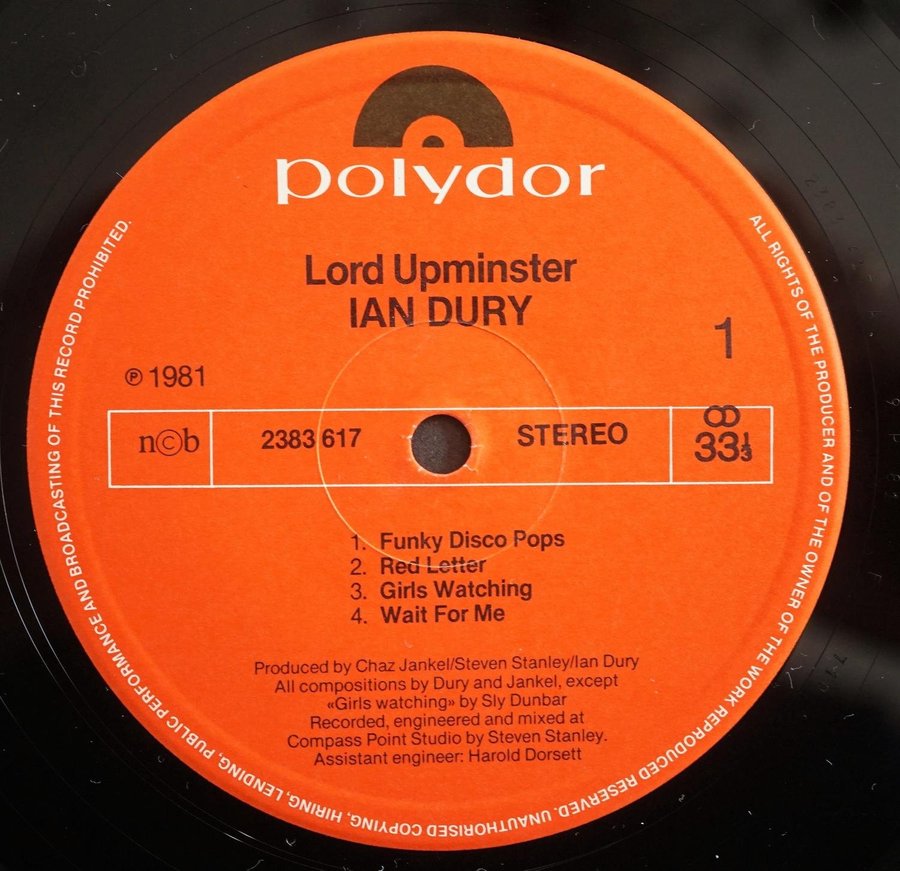 polydor
Lord Upminster
IAN DURY
1
℗ 1981
n©b
2383 617
STEREO
33⅓
1. Funky Disco Pops
2. Red Letter
3. Girls Watching
4. Wait For Me
Produced by Chaz Jankel/Steven Stanley/Ian Dury
All compositions by Dury and Jankel, except
«Girls watching» by Sly Dunbar
Recorded, engineered and mixed at
Compass Point Studio by Steven Stanley.
Assistant engineer: Harold Dorsett
ALL RIGHTS OF THE PRODUCER AND OF THE OWNER OF THE WORK REPRODUCED RESERVED. UNAUTHORISED COPYING, HIRING, LENDING, PUBLIC PERFORMANCE AND BROADCASTING OF THIS RECORD PROHIBITED.